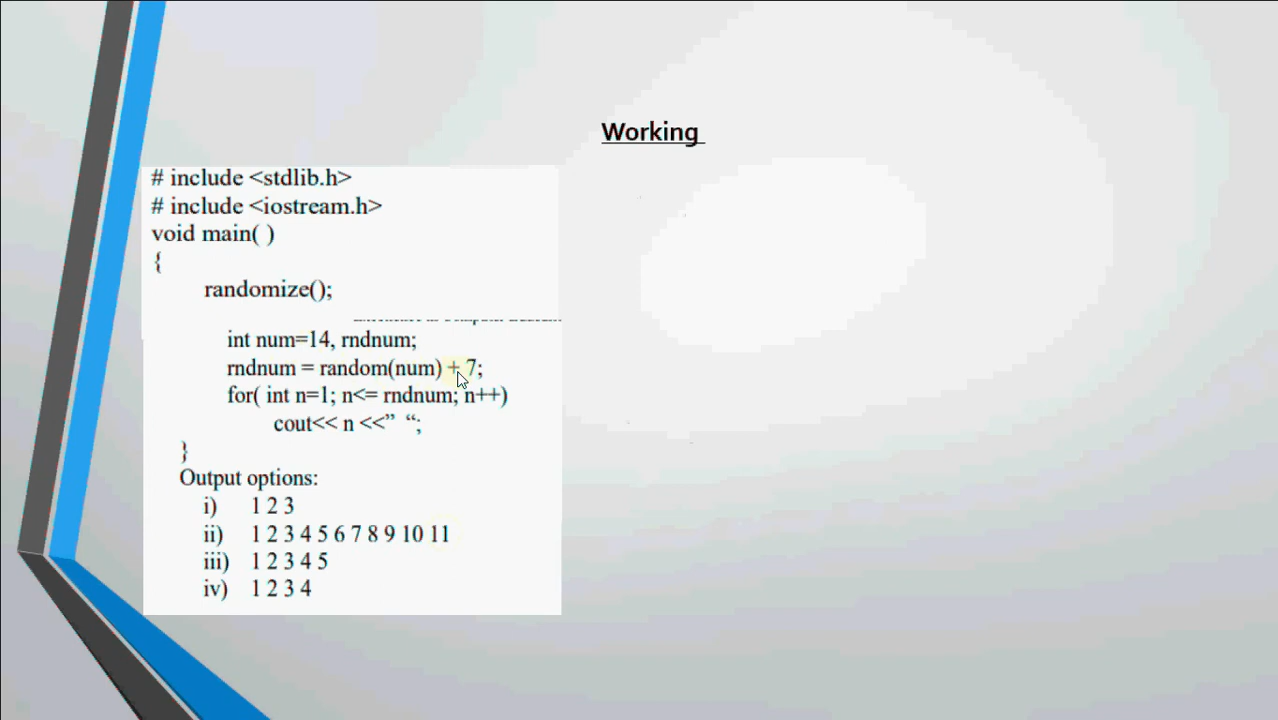 Working
# include <stdlib.h>
# include <iostream.h>
void main( )
{
randomize();
int num=14, rndnum;
rndnum = random(num) + 7;
for( int n=1; n<= rndnum; n++)
cout<< n <<” “;
}
Output options:
i) 1 2 3
ii) 1 2 3 4 5 6 7 8 9 10 11
iii) 1 2 3 4 5
iv) 1 2 3 4